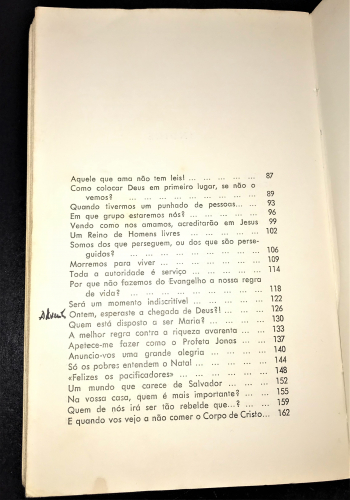 Aquele que ama não tem leis! ... ... ... ... ... 87
Como colocar Deus em primeiro lugar, se não o
vemos? ... ... ... ... ... ... ... ... 89
Quando tivermos um punhado de pessoas... ... 93
Em que grupo estaremos nós? ... ... ... ... ... 96
Vendo como nos amamos, acreditarão em Jesus 99
Um Reino de Homens livres ... ... ... ... ... 102
Somos dos que perseguem, ou dos que são perse-
guidos? ... ... ... ... ... ... ... ... 106
Morremos para viver ... ... ... ... ... ... 109
Toda a autoridade é serviço ... ... ... ... ... 114
Por que não fazemos do Evangelho a nossa regra
de vida? ... ... ... ... ... ... ... ... 118
Será um momento indiscritível ... ... ... ... ... 122
Advento Ontem, esperaste a chegada de Deus?! ... ... ... 126
Quem está disposto a ser Maria? ... ... ... ... 130
A melhor regra contra a riqueza avarenta ... ... 133
Apetece-me fazer como o Profeta Jonas ... ... 137
Anuncio-vos uma grande alegria ... ... ... ... 140
Só os pobres entendem o Natal ... ... ... ... 144
«Felizes os pacificadores» ... ... ... ... ... 148
Um mundo que carece de Salvador ... ... ... ... 152
Na vossa casa, quem é mais importante? ... ... 155
Quem de nós irá ser tão rebelde que...? ... ... 159
E quando vos vejo a não comer o Corpo de Cristo... 162